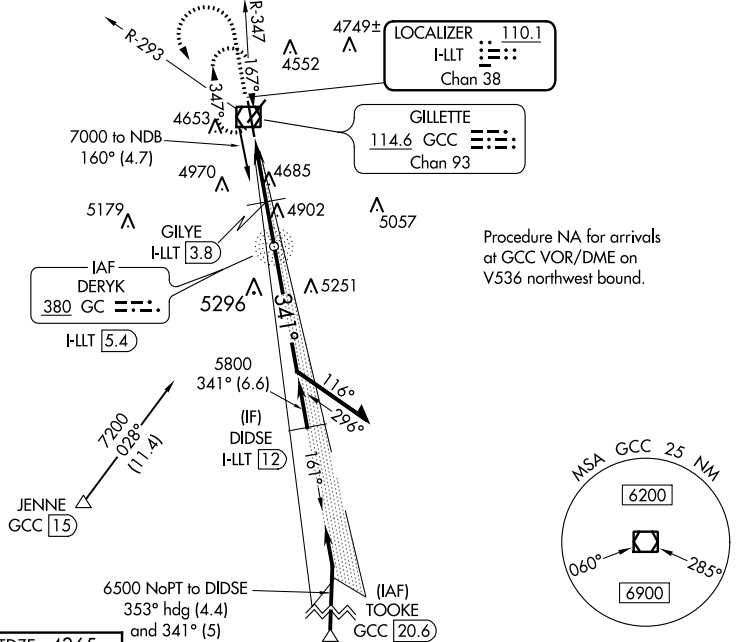 R-293
R-347
4749±
4552
167°
347°
4653
LOCALIZER 110.1
I-LLT
Chan 38
GILLETTE
114.6 GCC
Chan 93
7000 to NDB
160° (4.7)
4970
4685
5179
4902
5057
GILYE
I-LLT 3.8
Procedure NA for arrivals
at GCC VOR/DME on
V536 northwest bound.
IAF
DERYK
380 GC
I-LLT 5.4
5296
5251
341°
5800
341° (6.6)
116°
296°
(IF)
DIDSE
I-LLT 12
161°
7200
028°
(11.4)
JENNE
GCC 15
MSA GCC 25 NM
6200
060°
285°
6900
6500 NoPT to DIDSE
353° hdg (4.4)
and 341° (5)
(IAF)
TOOKE
GCC 20.6